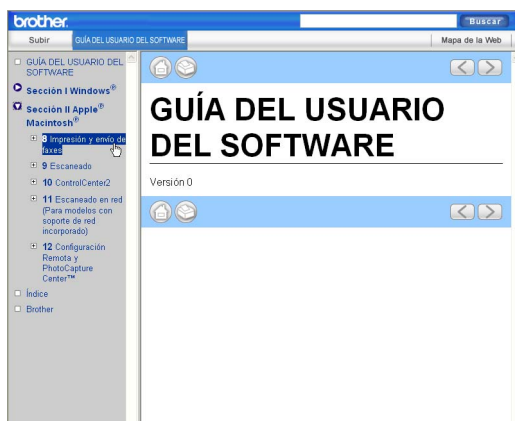 brother.
Buscar
Subir
GUÍA DEL USUARIO DEL SOFTWARE
Mapa de la Web
GUÍA DEL USUARIO DEL
SOFTWARE
Sección I Windows®
Sección II Apple®
Macintosh®
8 Impresión y envío de
faxes
9 Escaneado
10 ControlCenter2
11 Escaneado en red
(Para modelos con
soporte de red
incorporado)
12 Configuración
Remota y
PhotoCapture
Center™
Índice
Brother
GUÍA DEL USUARIO
DEL SOFTWARE
Versión 0